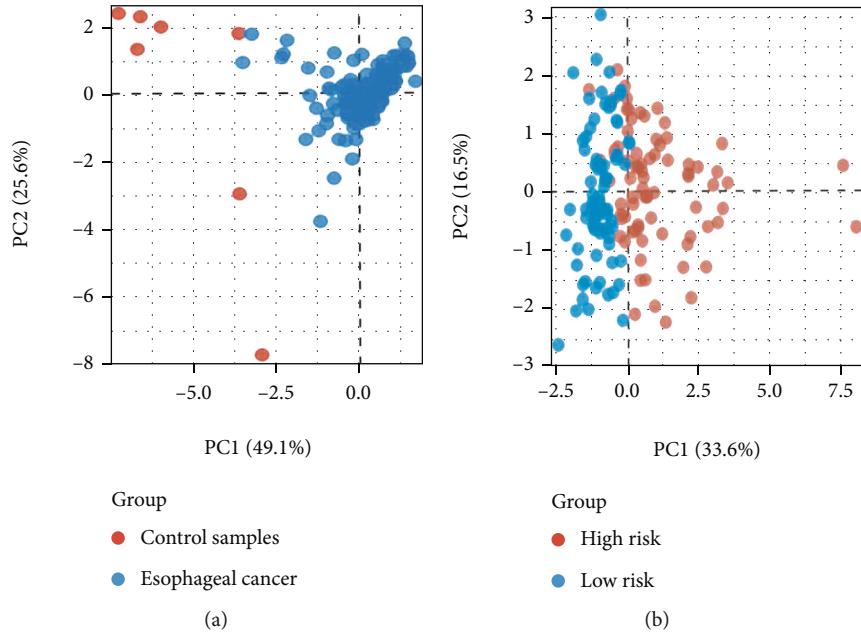 2
0
−2
−4
−6
−8
PC2 (25.6%)
−5.0
−2.5
0.0
PC1 (49.1%)
Group
Control samples
Esophageal cancer
(a)
3
2
1
0
−1
−2
−3
PC2 (16.5%)
−2.5
0.0
2.5
5.0
7.5
PC1 (33.6%)
Group
High risk
Low risk
(b)